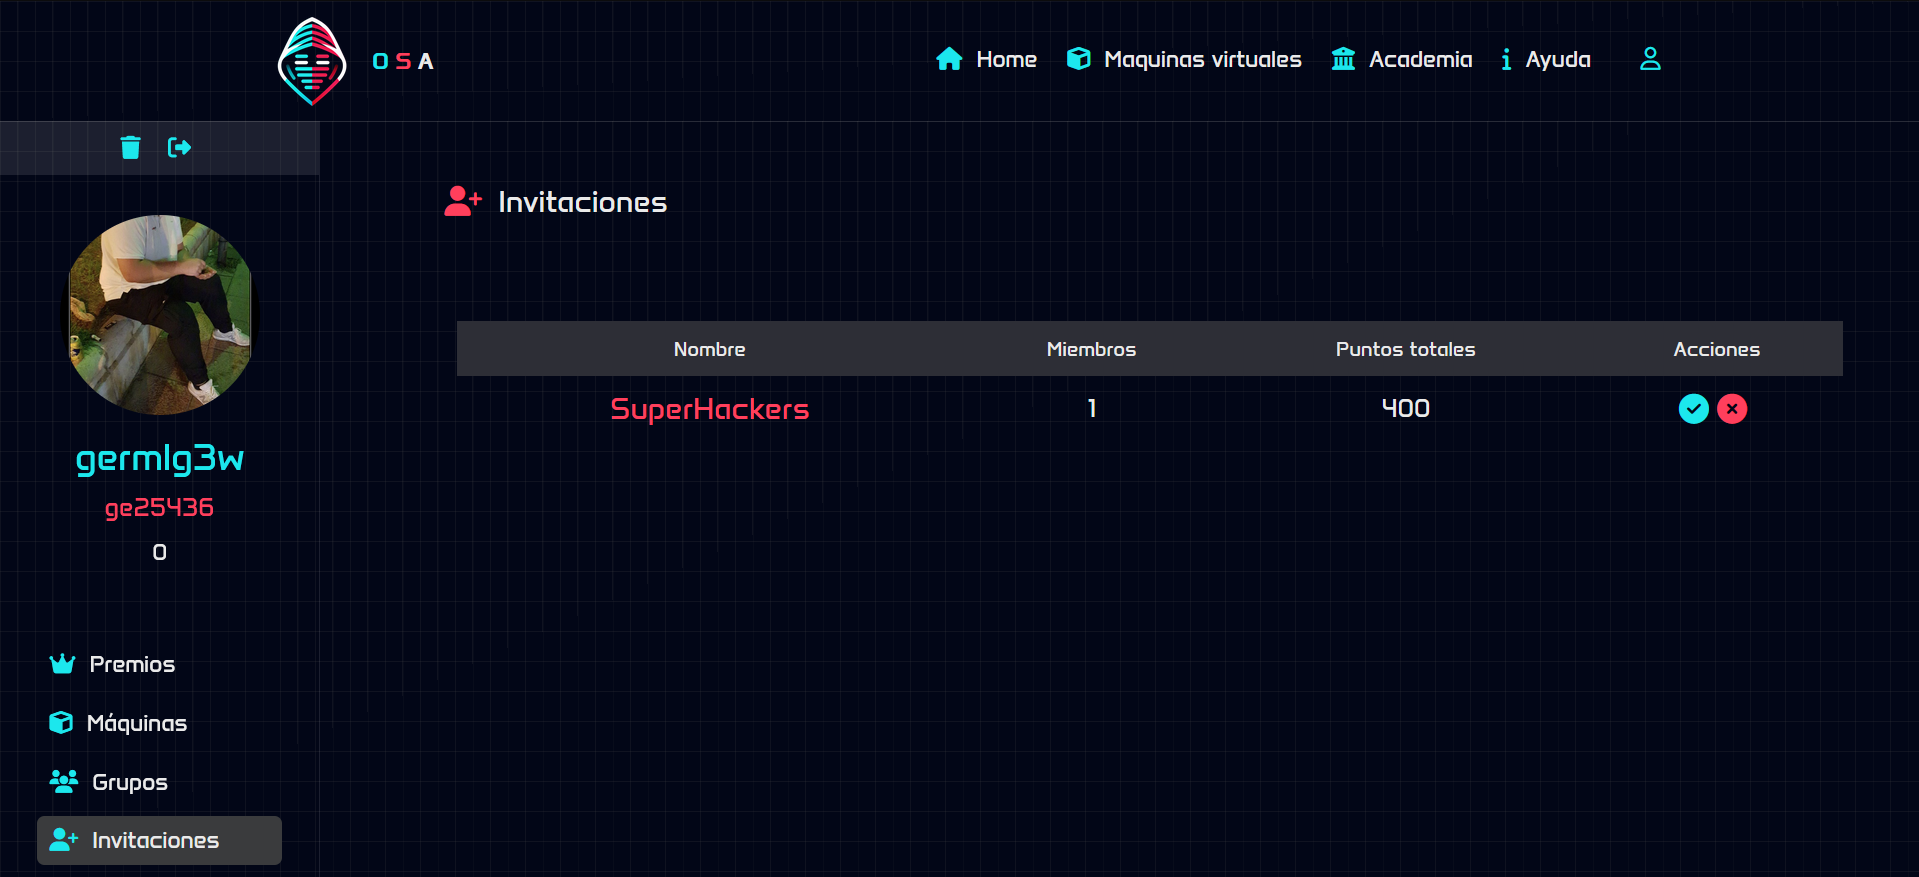 OSA
Home
Maquinas virtuales
Academia
Ayuda
Invitaciones
Nombre
Miembros
Puntos totales
Acciones
SuperHackers
1
400
germlg3w
ge25436
0
Premios
Máquinas
Grupos
Invitaciones